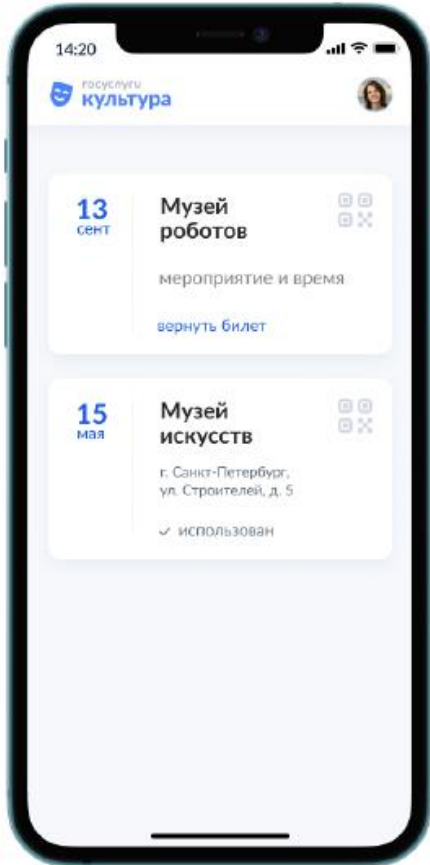 14:20
госуслуги
культура
13
сент
Музей
роботов
мероприятие и время
вернуть билет
15
мая
Музей
искусств
г. Санкт-Петербург,
ул. Строителей, д. 5
использован